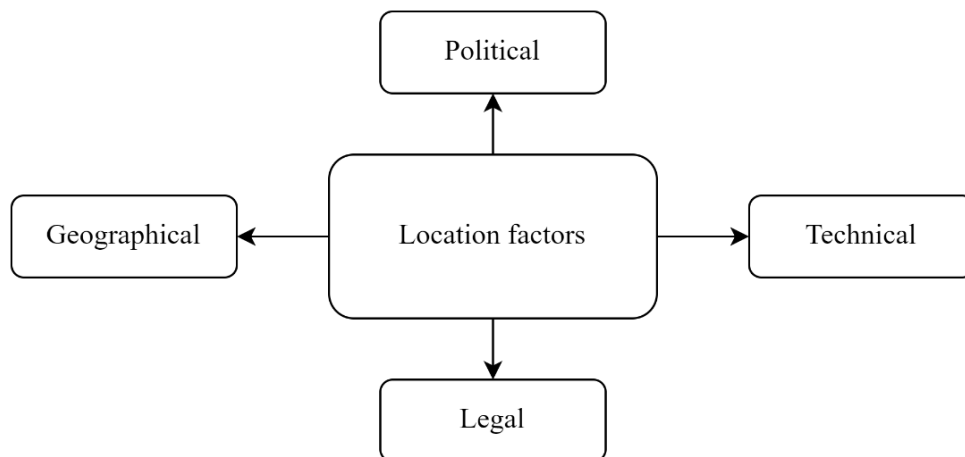 Political
Geographical
Location factors
Technical
Legal